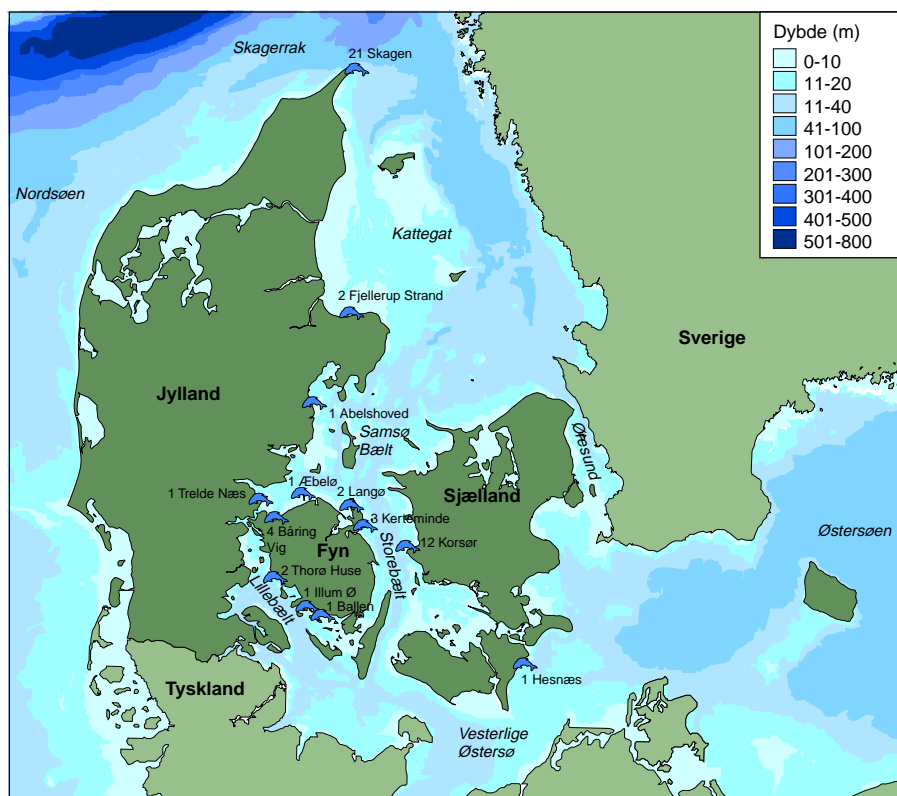 Dybde (m)
0-10
11-20
11-40
41-100
101-200
201-300
301-400
401-500
501-800
Skagerrak
21 Skagen
Nordsøen
Kattegat
2 Fjellerup Strand
Sverige
Jylland
1 Abelshoved
Samsø
Bælt
Øresund
1 Æbelø
1 Trelde Næs
2 Langø
Sjælland
3 Kerteminde
4 Båring
Vig
Fyn
12 Korsør
Storebælt
Østersøen
2 Thorø Huse
Lillebælt
1 Illum Ø
1 Ballen
1 Hesnæs
Tyskland
Vesterlige
Østersø